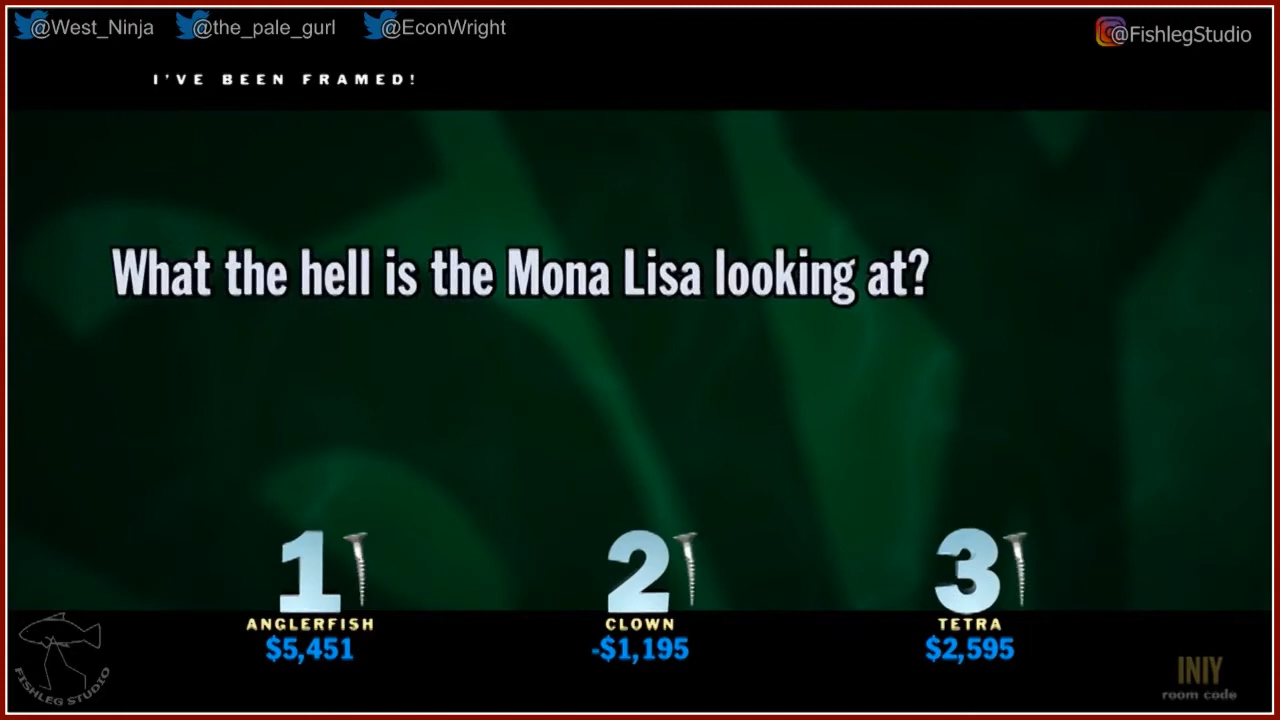 @West_Ninja @the_pale_gurl @EconWright
@FishlegStudio
I'VE BEEN FRAMED!
What the hell is the Mona Lisa looking at?
1 2 3
ANGLERFISH CLOWN TETRA
$5,451 -$1,195 $2,595
FISHLEG STUDIO
INIY
room code